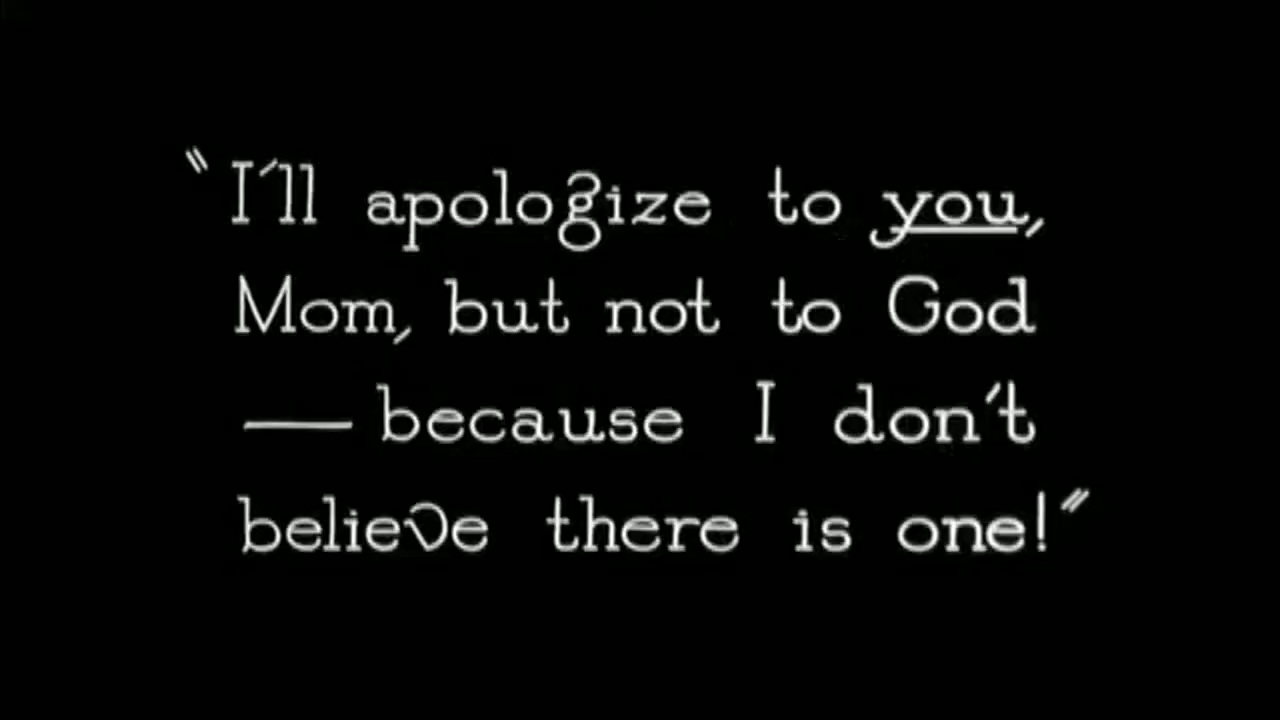 "I'll apologize to you,
Mom, but not to God
— because I don't
believe there is one!"